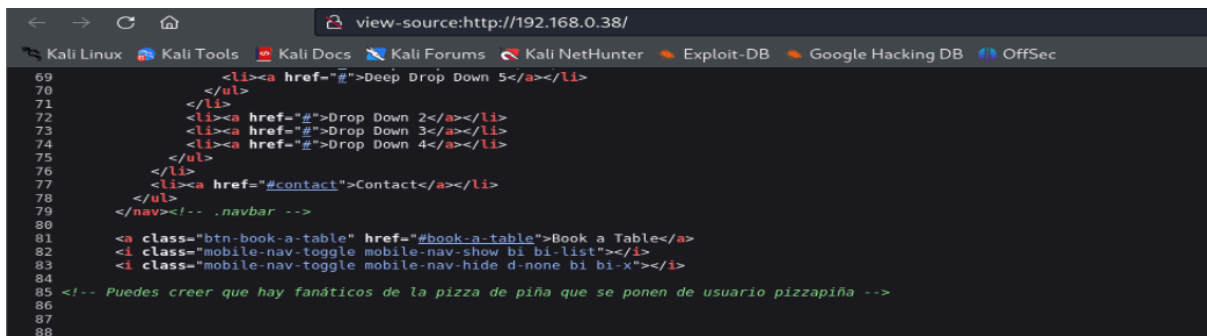 view-source:http://192.168.0.38/
Kali Linux Kali Tools Kali Docs Kali Forums Kali NetHunter Exploit-DB Google Hacking DB OffSec
69 <li><a href="#">Deep Drop Down 5</a></li>
70 </ul>
71 </li>
72 <li><a href="#">Drop Down 2</a></li>
73 <li><a href="#">Drop Down 3</a></li>
74 <li><a href="#">Drop Down 4</a></li>
75 </ul>
76 </li>
77 <li><a href="#contact">Contact</a></li>
78 </ul>
79 </nav><!-- .navbar -->
80
81 <a class="btn-book-a-table" href="#book-a-table">Book a Table</a>
82 <i class="mobile-nav-toggle mobile-nav-show bi bi-list"></i>
83 <i class="mobile-nav-toggle mobile-nav-hide d-none bi bi-x"></i>
84
85 <!-- Puedes creer que hay fanáticos de la pizza de piña que se ponen de usuario pizzapiña -->
86
87
88